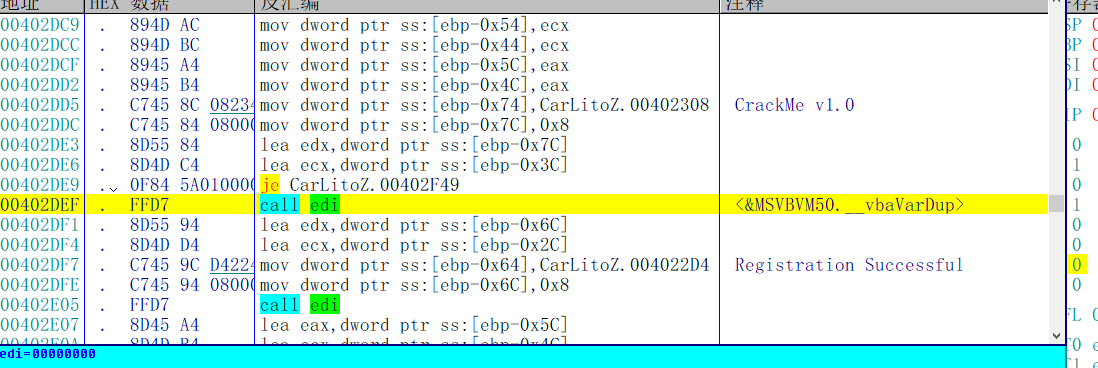 地址 HEX 数据 反汇编 注释
00402DC9 . 894D AC mov dword ptr ss:[ebp-0x54],ecx
00402DCC . 894D BC mov dword ptr ss:[ebp-0x44],ecx
00402DCF . 8945 A4 mov dword ptr ss:[ebp-0x5C],eax
00402DD2 . 8945 B4 mov dword ptr ss:[ebp-0x4C],eax
00402DD5 . C745 8C 08234 mov dword ptr ss:[ebp-0x74],CarLitoZ.00402308 CrackMe v1.0
00402DDC . C745 84 08000 mov dword ptr ss:[ebp-0x7C],0x8
00402DE3 . 8D55 84 lea edx,dword ptr ss:[ebp-0x7C]
00402DE6 . 8D4D C4 lea ecx,dword ptr ss:[ebp-0x3C]
00402DE9 . 0F84 5A010000 je CarLitoZ.00402F49
00402DEF . FFD7 call edi <&MSVBVM50.__vbaVarDup>
00402DF1 . 8D55 94 lea edx,dword ptr ss:[ebp-0x6C]
00402DF4 . 8D4D D4 lea ecx,dword ptr ss:[ebp-0x2C]
00402DF7 . C745 9C D4224 mov dword ptr ss:[ebp-0x64],CarLitoZ.004022D4 Registration Successful
00402DFE . C745 94 08000 mov dword ptr ss:[ebp-0x6C],0x8
00402E05 . FFD7 call edi
00402E07 . 8D45 A4 lea eax,dword ptr ss:[ebp-0x5C]
edi=00000000